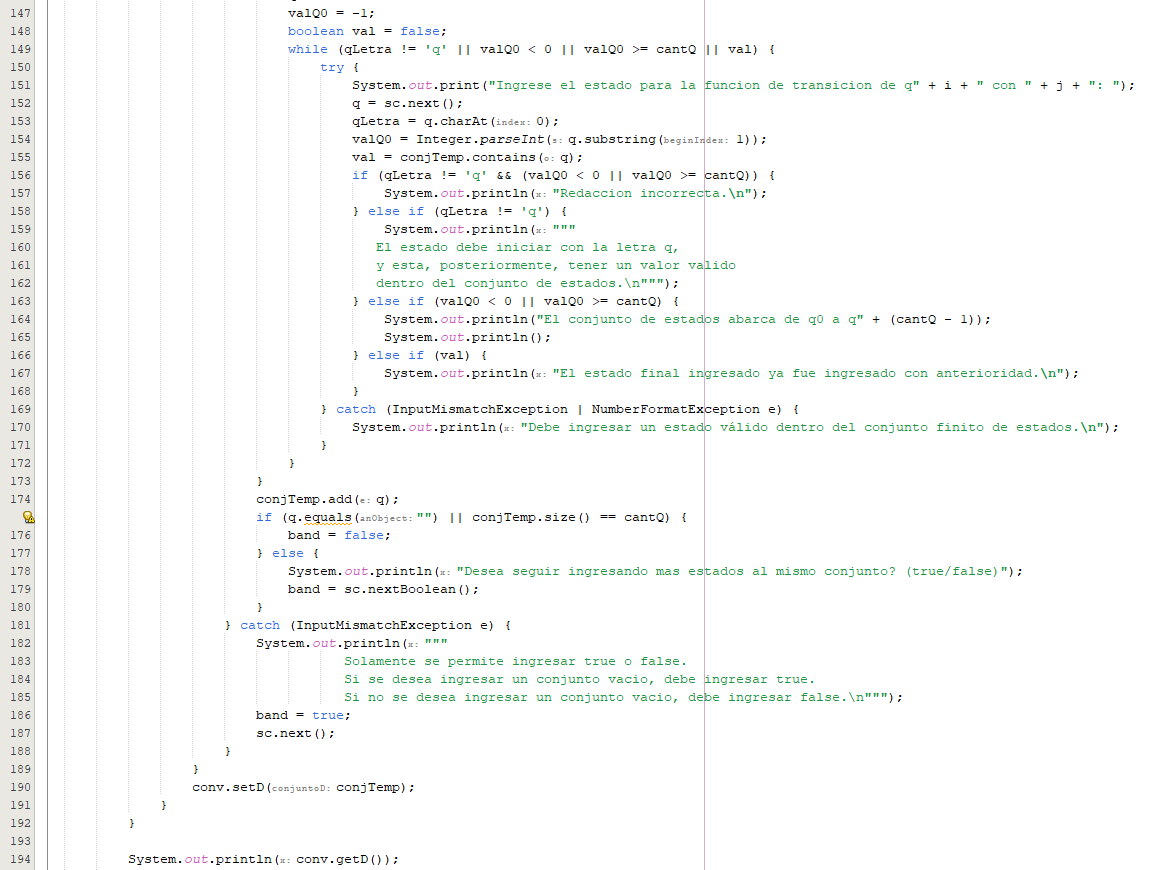 147 valQ0 = -1;
148 boolean val = false;
149 while (qLetra != 'q' || valQ0 < 0 || valQ0 >= cantQ || val) {
150 try {
151 System.out.print("Ingrese el estado para la funcion de transicion de q" + i + " con " + j + ": ");
152 q = sc.next();
153 qLetra = q.charAt(index: 0);
154 valQ0 = Integer.parseInt(s: q.substring(beginIndex: 1));
155 val = conjTemp.contains(o: q);
156 if (qLetra != 'q' && (valQ0 < 0 || valQ0 >= cantQ)) {
157 System.out.println(x: "Redaccion incorrecta.\n");
158 } else if (qLetra != 'q') {
159 System.out.println(x: """
160 El estado debe iniciar con la letra q,
161 y esta, posteriormente, tener un valor valido
162 dentro del conjunto de estados.\n""");
163 } else if (valQ0 < 0 || valQ0 >= cantQ) {
164 System.out.println("El conjunto de estados abarca de q0 a q" + (cantQ - 1));
165 System.out.println();
166 } else if (val) {
167 System.out.println(x: "El estado final ingresado ya fue ingresado con anterioridad.\n");
168 }
169 } catch (InputMismatchException | NumberFormatException e) {
170 System.out.println(x: "Debe ingresar un estado válido dentro del conjunto finito de estados.\n");
171 }
172 }
173 }
174 conjTemp.add(e: q);
if (q.equals(anObject: "") || conjTemp.size() == cantQ) {
176 band = false;
177 } else {
178 System.out.println(x: "Desea seguir ingresando mas estados al mismo conjunto? (true/false)");
179 band = sc.nextBoolean();
180 }
181 } catch (InputMismatchException e) {
182 System.out.println(x: """
183 Solamente se permite ingresar true o false.
184 Si se desea ingresar un conjunto vacio, debe ingresar true.
185 Si no se desea ingresar un conjunto vacio, debe ingresar false.\n""");
186 band = true;
187 sc.next();
188 }
189 }
190 conv.setD(conjuntoD: conjTemp);
191 }
192 }
193
194 System.out.println(x: conv.getD());